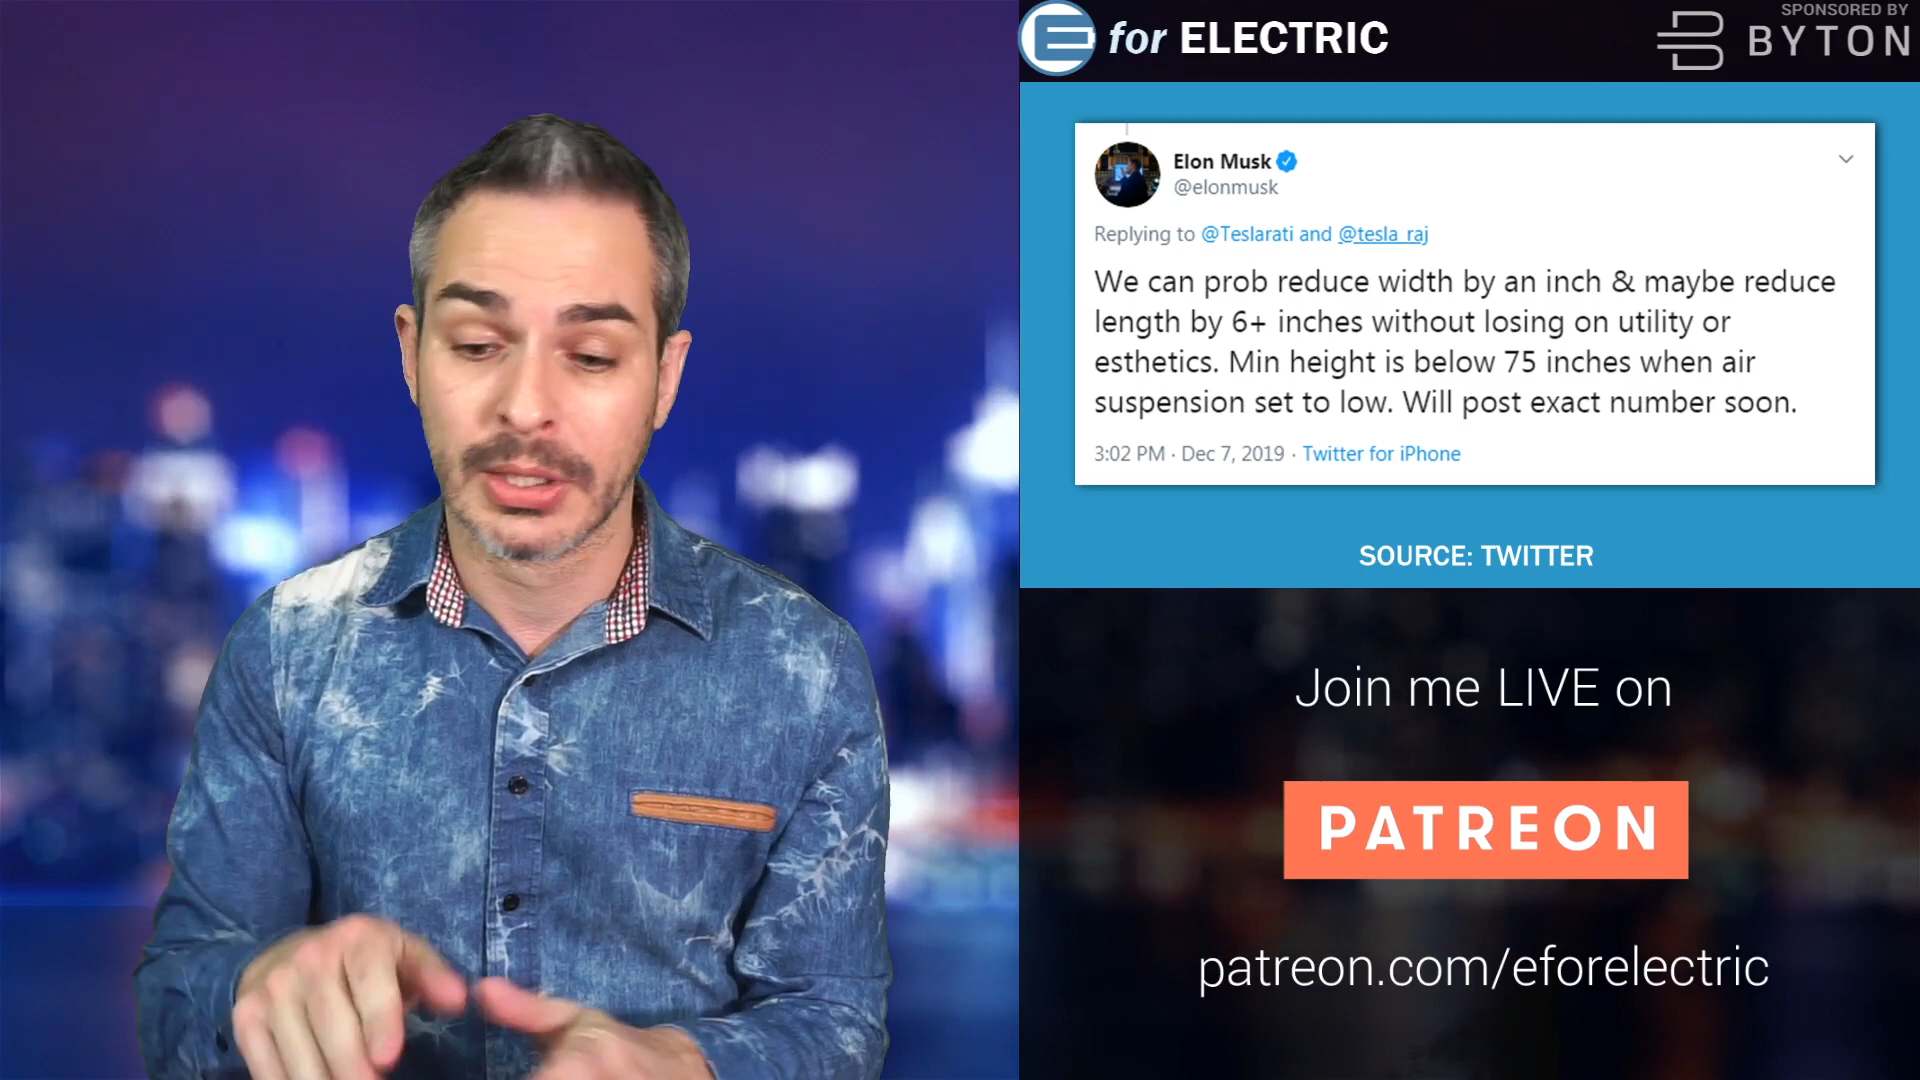 for ELECTRIC
SPONSORED BY
BYTON
Elon Musk
@elonmusk
Replying to @Teslarati and @tesla_raj
We can prob reduce width by an inch & maybe reduce
length by 6+ inches without losing on utility or
esthetics. Min height is below 75 inches when air
suspension set to low. Will post exact number soon.
3:02 PM · Dec 7, 2019 · Twitter for iPhone
SOURCE: TWITTER
Join me LIVE on
PATREON
patreon.com/eforelectric